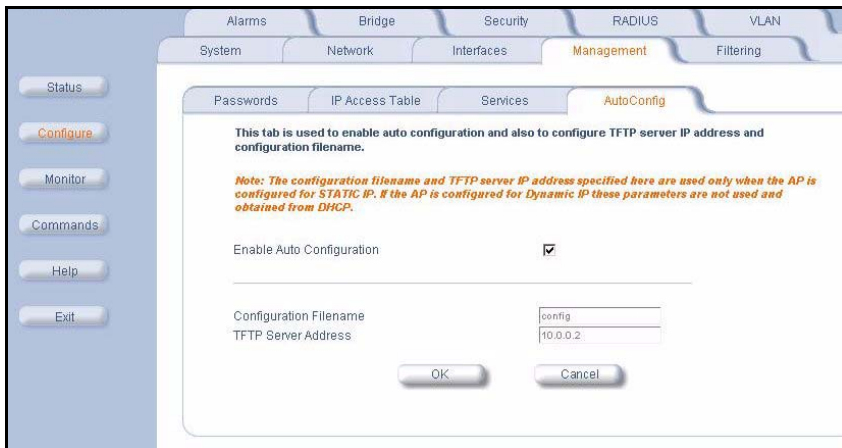 Alarms Bridge Security RADIUS VLAN
System Network Interfaces Management Filtering
Status
Configure
Monitor
Commands
Help
Exit
Passwords IP Access Table Services AutoConfig
This tab is used to enable auto configuration and also to configure TFTP server IP address and
configuration filename.
Note: The configuration filename and TFTP server IP address specified here are used only when the AP is
configured for STATIC IP. If the AP is configured for Dynamic IP these parameters are not used and
obtained from DHCP.
Enable Auto Configuration
Configuration Filename config
TFTP Server Address 10.0.0.2
OK Cancel